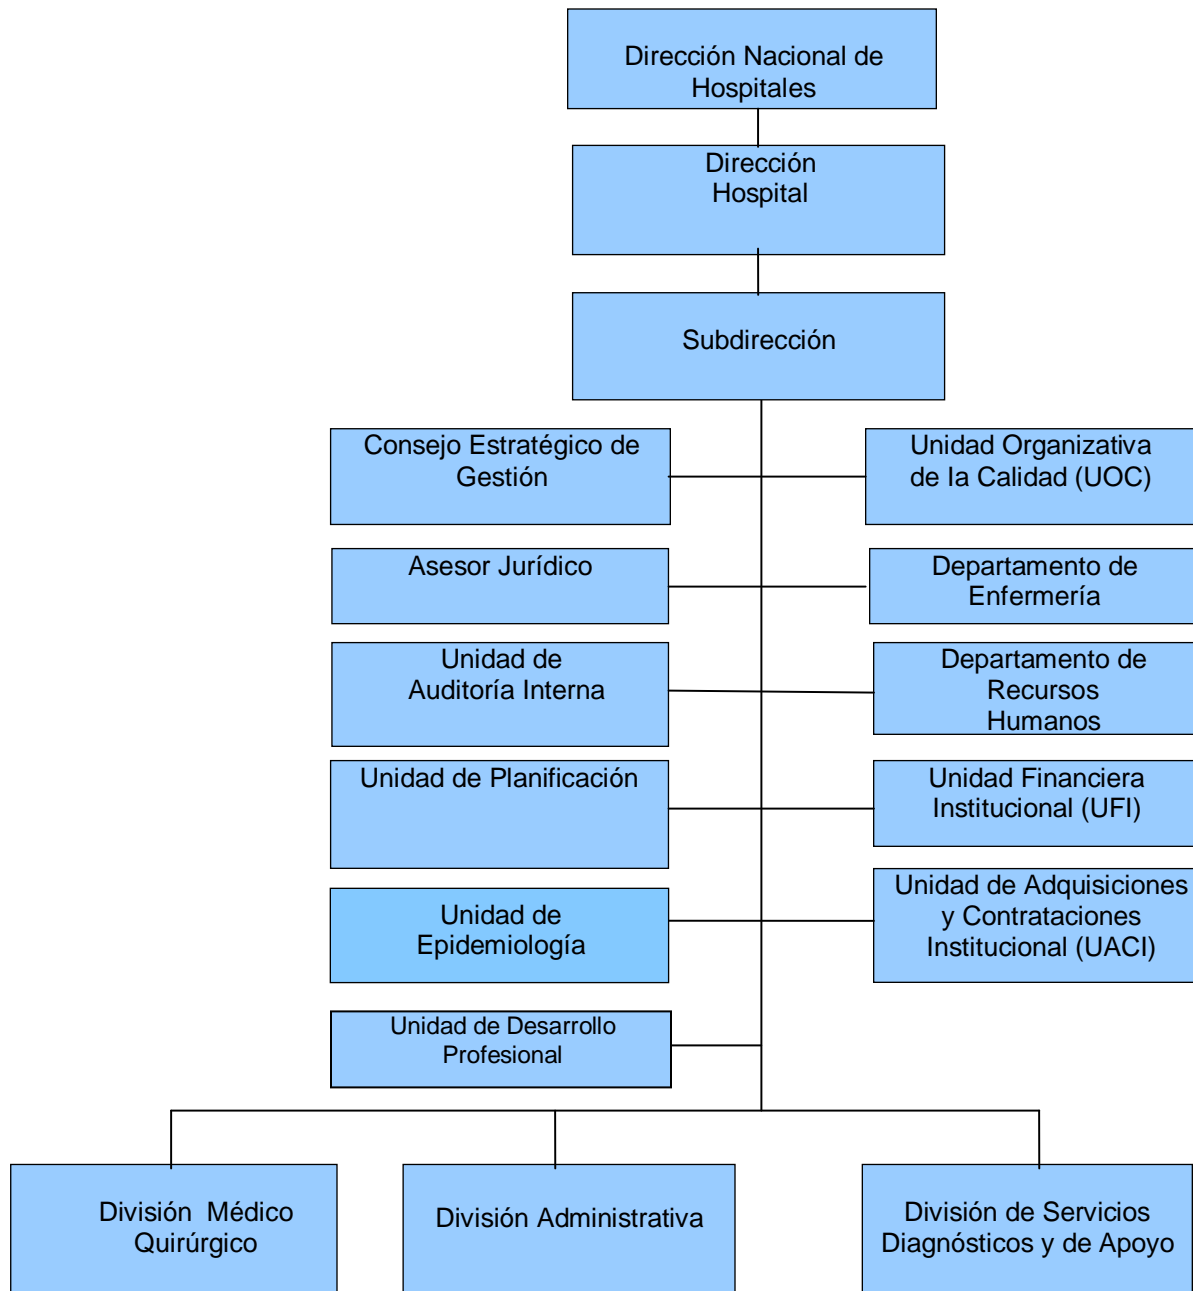 Dirección Nacional de
Hospitales
Dirección
Hospital
Subdirección
Consejo Estratégico de
Gestión
Unidad Organizativa
de la Calidad (UOC)
Asesor Jurídico
Departamento de
Enfermería
Unidad de
Auditoría Interna
Departamento de
Recursos
Humanos
Unidad de Planificación
Unidad Financiera
Institucional (UFI)
Unidad de
Epidemiología
Unidad de Adquisiciones
y Contrataciones
Institucional (UACI)
Unidad de Desarrollo
Profesional
División Médico
Quirúrgico
División Administrativa
División de Servicios
Diagnósticos y de Apoyo